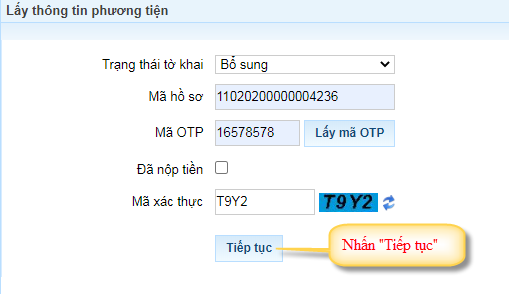 Lấy thông tin phương tiện
Trạng thái tờ khai Bổ sung
Mã hồ sơ 11020200000004236
Mã OTP 16578578 Lấy mã OTP
Đã nộp tiền
Mã xác thực T9Y2 T9Y2
Tiếp tục Nhấn "Tiếp tục"